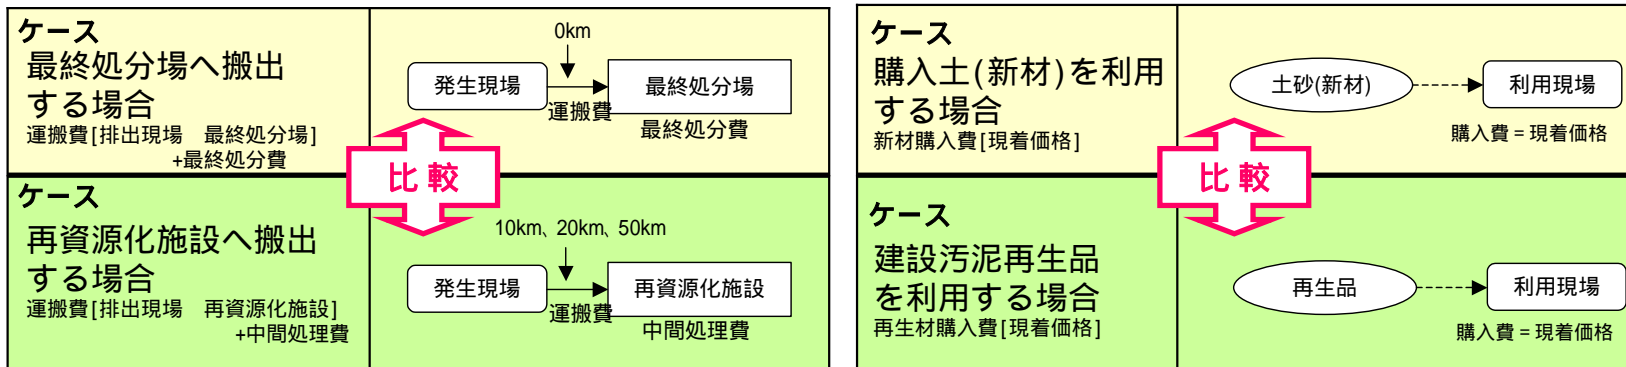 ケース
最終処分場へ搬出
する場合
運搬費[排出現場 最終処分場]
+最終処分費
0km
発生現場
運搬費
最終処分場
最終処分費
比較
ケース
再資源化施設へ搬出
する場合
運搬費[排出現場 再資源化施設]
+中間処理費
10km、20km、50km
発生現場
運搬費
再資源化施設
中間処理費
ケース
購入土(新材)を利用
する場合
新材購入費[現着価格]
土砂(新材)
利用現場
購入費=現着価格
比較
ケース
建設汚泥再生品
を利用する場合
再生材購入費[現着価格]
再生品
利用現場
購入費=現着価格